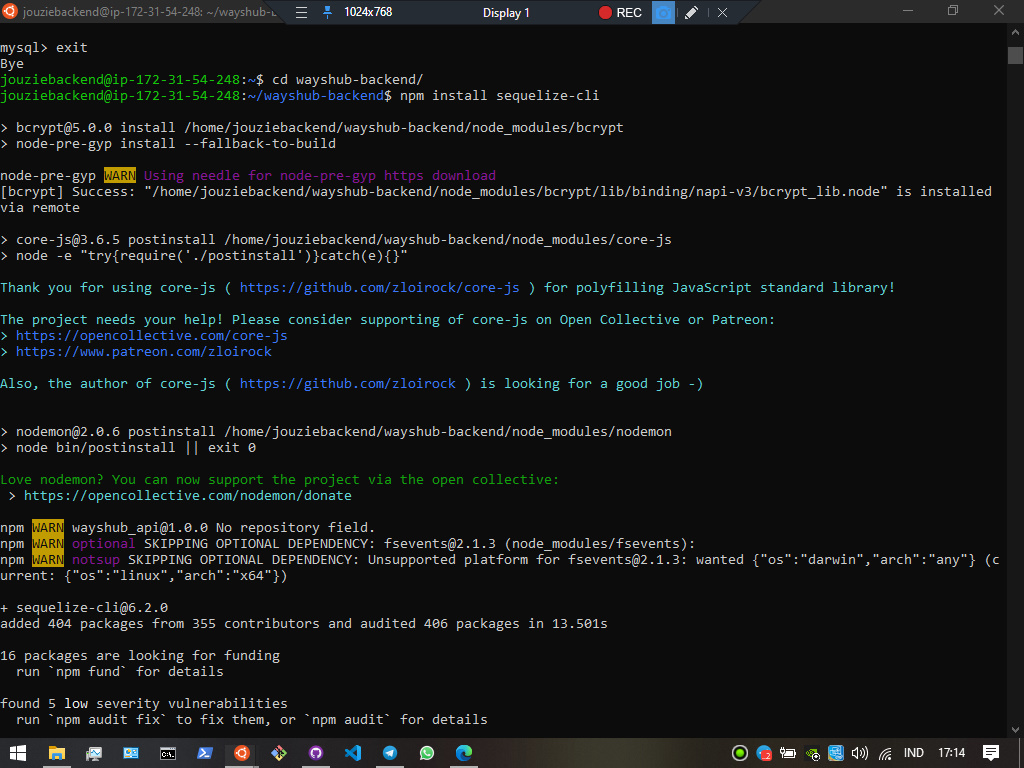 jouziebackend@ip-172-31-54-248: ~/wayshub-b
1024x768
Display 1
REC
mysql> exit
Bye
jouziebackend@ip-172-31-54-248:~$ cd wayshub-backend/
jouziebackend@ip-172-31-54-248:~/wayshub-backend$ npm install sequelize-cli
> bcrypt@5.0.0 install /home/jouziebackend/wayshub-backend/node_modules/bcrypt
> node-pre-gyp install --fallback-to-build
node-pre-gyp WARN Using needle for node-pre-gyp https download
[bcrypt] Success: "/home/jouziebackend/wayshub-backend/node_modules/bcrypt/lib/binding/napi-v3/bcrypt_lib.node" is installed
via remote
> core-js@3.6.5 postinstall /home/jouziebackend/wayshub-backend/node_modules/core-js
> node -e "try{require('./postinstall')}catch(e){}"
Thank you for using core-js ( https://github.com/zloirock/core-js ) for polyfilling JavaScript standard library!
The project needs your help! Please consider supporting of core-js on Open Collective or Patreon:
> https://opencollective.com/core-js
> https://www.patreon.com/zloirock
Also, the author of core-js ( https://github.com/zloirock ) is looking for a good job -)
> nodemon@2.0.6 postinstall /home/jouziebackend/wayshub-backend/node_modules/nodemon
> node bin/postinstall || exit 0
Love nodemon? You can now support the project via the open collective:
> https://opencollective.com/nodemon/donate
npm WARN wayshub_api@1.0.0 No repository field.
npm WARN optional SKIPPING OPTIONAL DEPENDENCY: fsevents@2.1.3 (node_modules/fsevents):
npm WARN notsup SKIPPING OPTIONAL DEPENDENCY: Unsupported platform for fsevents@2.1.3: wanted {"os":"darwin","arch":"any"} (c
urrent: {"os":"linux","arch":"x64"})
+ sequelize-cli@6.2.0
added 404 packages from 355 contributors and audited 406 packages in 13.501s
16 packages are looking for funding
run `npm fund` for details
found 5 low severity vulnerabilities
run `npm audit fix` to fix them, or `npm audit` for details
IND
17:14